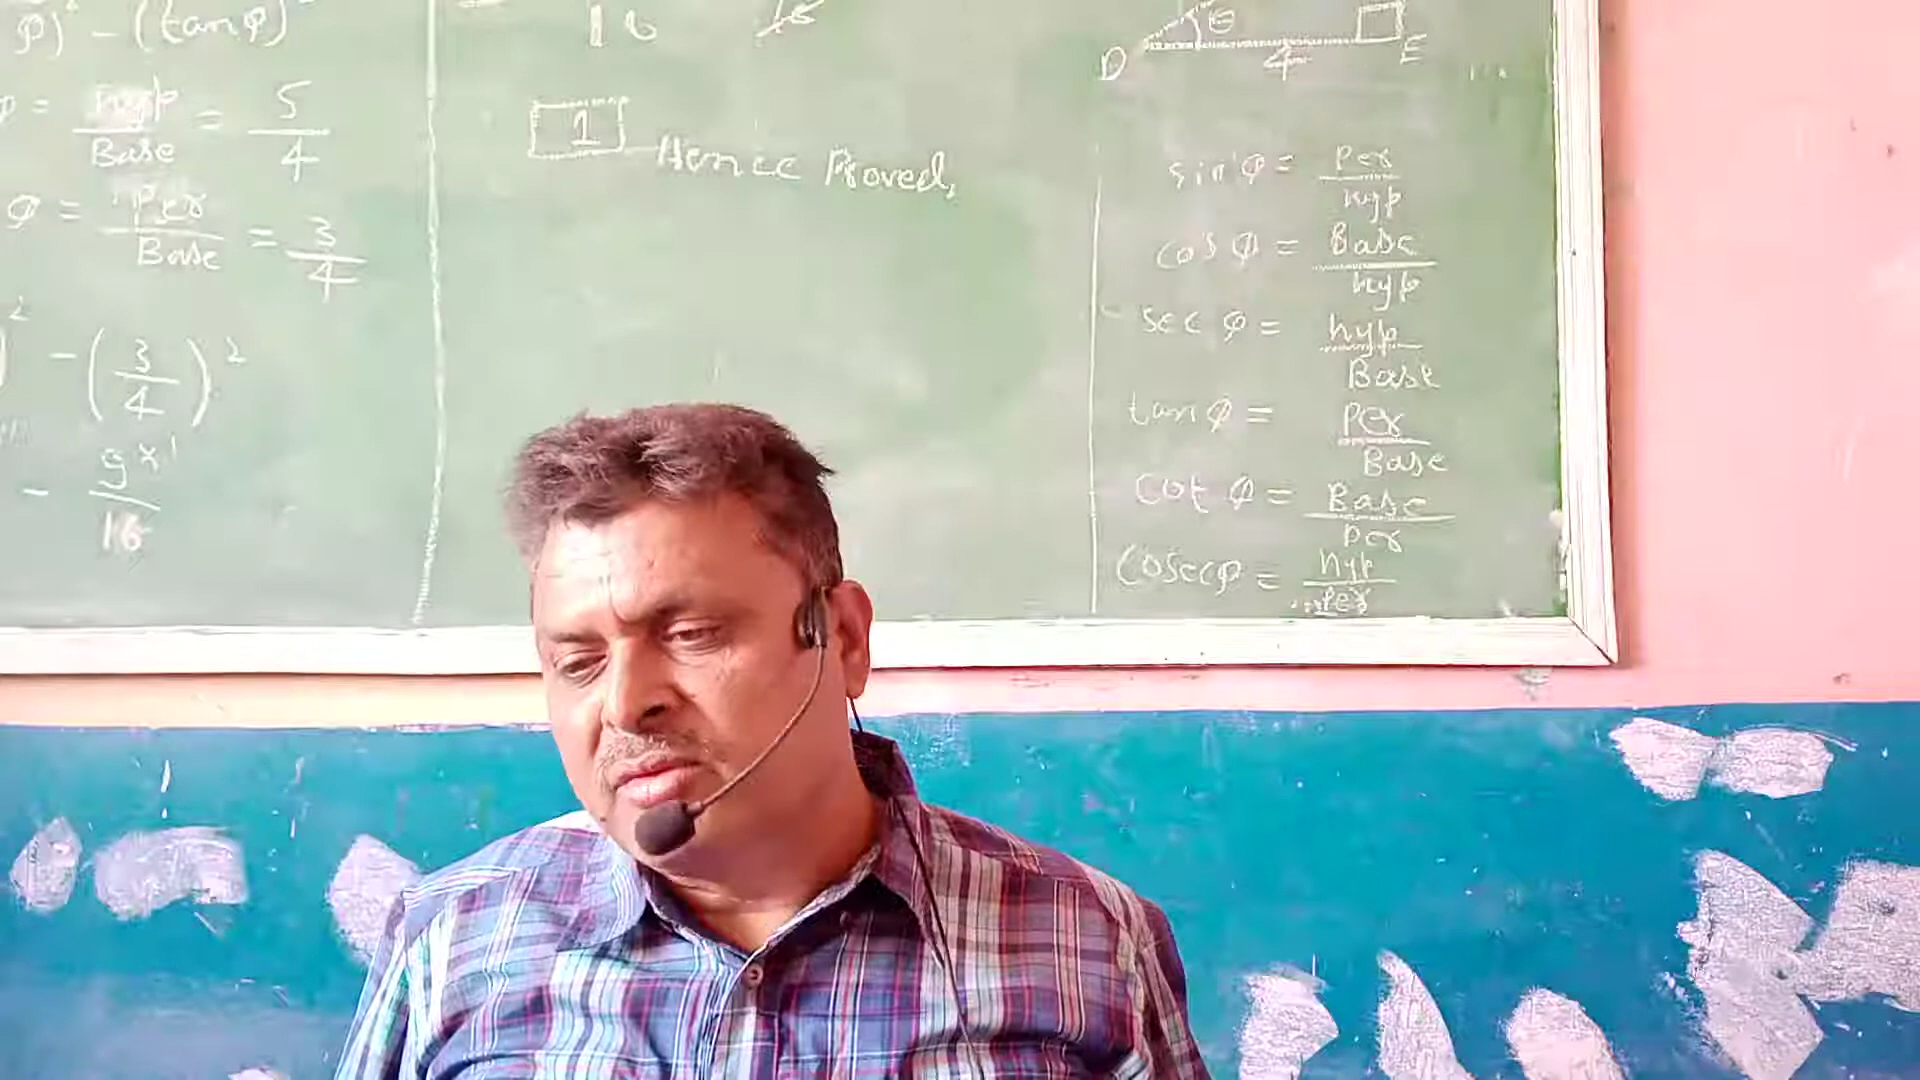 φ)² - (tanφ)²
φ = hyp/Base = 5/4
φ = Per/Base = 3/4
)² - (3/4)²
- 9×1/16
16
1 Hence Proved,
θ
D 4 E
sin φ = Per/hyp
cos φ = Base/hyp
sec φ = hyp/Base
tan φ = Per/Base
cot φ = Base/per
Cosecφ = hyp/per